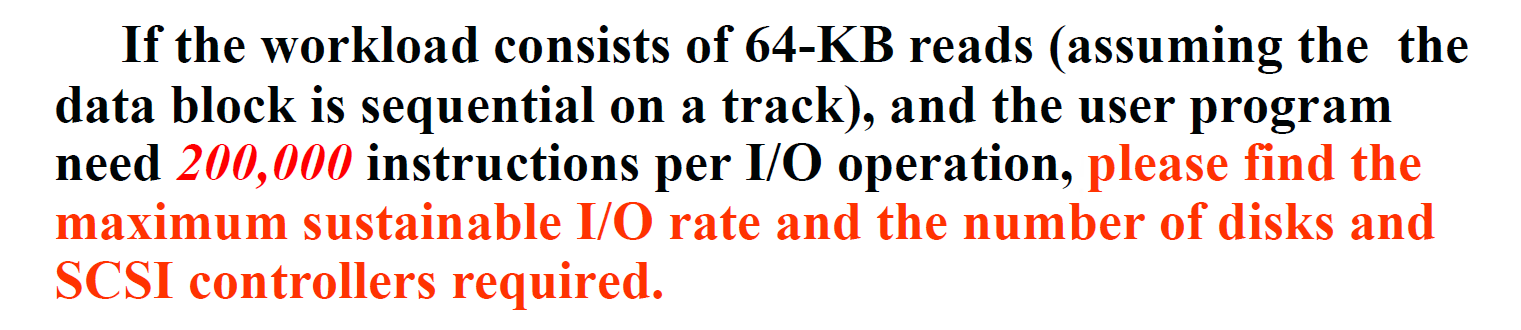 If the workload consists of 64-KB reads (assuming the the
data block is sequential on a track), and the user program
need 200,000 instructions per I/O operation, please find the
maximum sustainable I/O rate and the number of disks and
SCSI controllers required.